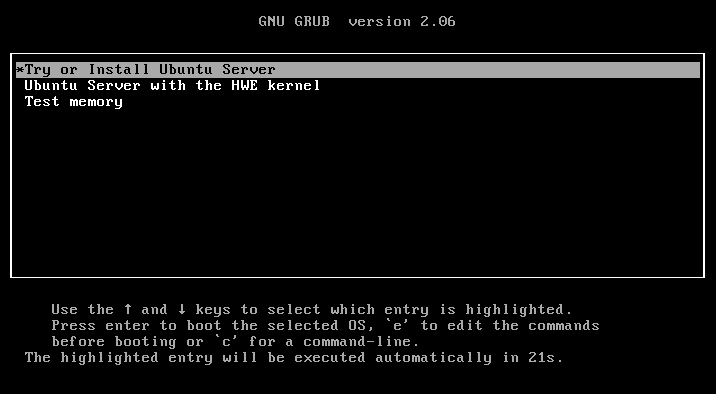 GNU GRUB  version 2.06
*Try or Install Ubuntu Server
Ubuntu Server with the HWE kernel
Test memory
Use the ↑ and ↓ keys to select which entry is highlighted.
Press enter to boot the selected OS, `e' to edit the commands
before booting or `c' for a command-line.
The highlighted entry will be executed automatically in 21s.